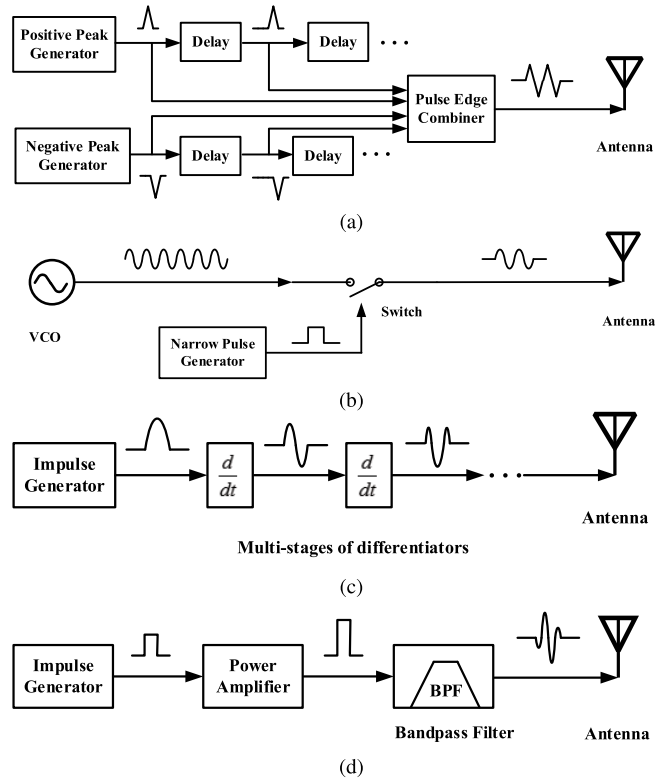 Positive Peak
Generator
Delay
Delay
...
Pulse Edge
Combiner
Antenna
Negative Peak
Generator
Delay
Delay
...
(a)
VCO
Switch
Narrow Pulse
Generator
Antenna
(b)
Impulse
Generator
d
dt
d
dt
...
Antenna
Multi-stages of differentiators
(c)
Impulse
Generator
Power
Amplifier
BPF
Bandpass Filter
Antenna
(d)